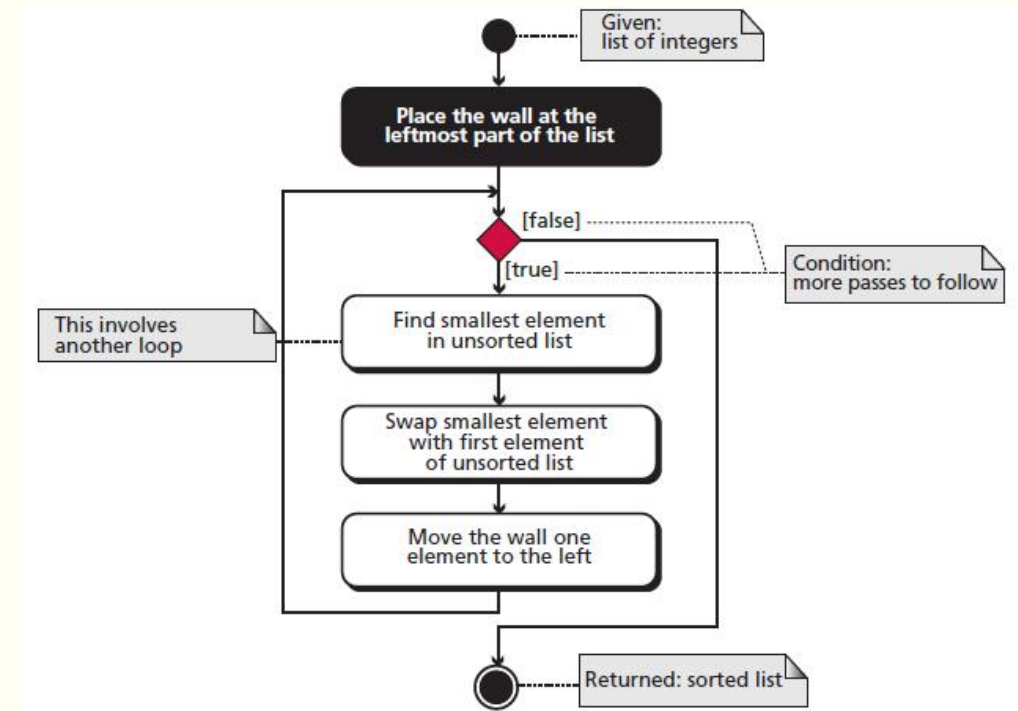 Given:
list of integers
Place the wall at the
leftmost part of the list
[false]
[true]
Condition:
more passes to follow
This involves
another loop
Find smallest element
in unsorted list
Swap smallest element
with first element
of unsorted list
Move the wall one
element to the left
Returned: sorted list